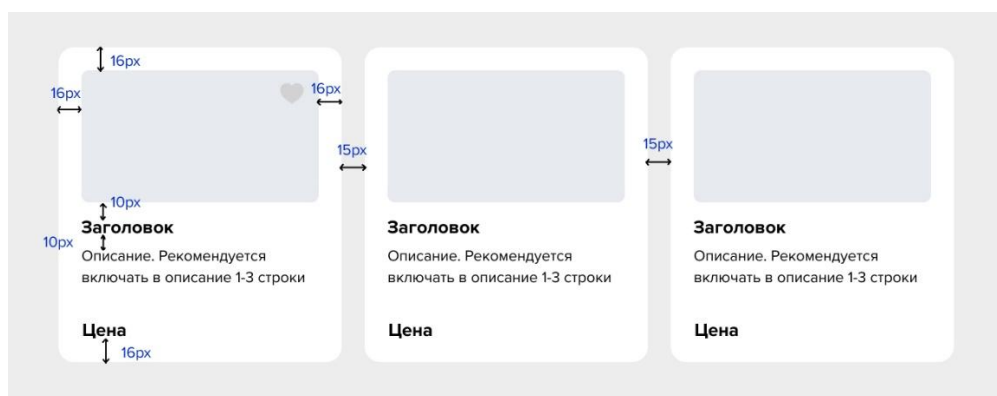 16px
16px
16px
15px
15px
10px
10px
Заголовок
Описание. Рекомендуется
включать в описание 1-3 строки
Цена
16px
Заголовок
Описание. Рекомендуется
включать в описание 1-3 строки
Цена
Заголовок
Описание. Рекомендуется
включать в описание 1-3 строки
Цена